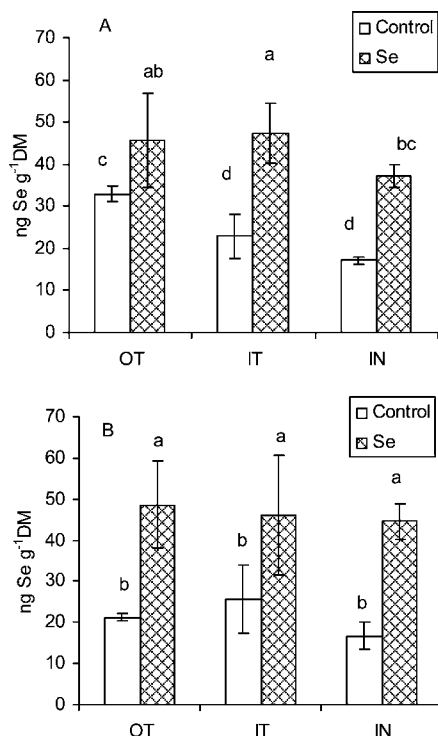 A
Control
Se
ng Se g⁻¹DM
70
60
50
40
30
20
10
0
c
ab
d
a
d
bc
OT
IT
IN
B
Control
Se
ng Se g⁻¹DM
70
60
50
40
30
20
10
0
b
a
b
a
b
a
OT
IT
IN